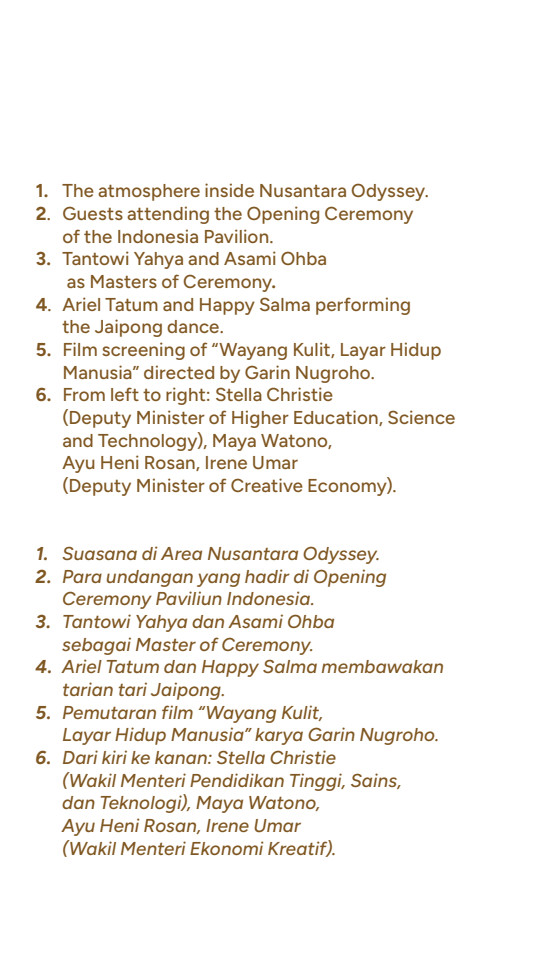 1. The atmosphere inside Nusantara Odyssey.
2. Guests attending the Opening Ceremony
of the Indonesia Pavilion.
3. Tantowi Yahya and Asami Ohba
as Masters of Ceremony.
4. Ariel Tatum and Happy Salma performing
the Jaipong dance.
5. Film screening of “Wayang Kulit, Layar Hidup
Manusia” directed by Garin Nugroho.
6. From left to right: Stella Christie
(Deputy Minister of Higher Education, Science
and Technology), Maya Watono,
Ayu Heni Rosan, Irene Umar
(Deputy Minister of Creative Economy).
1. Suasana di Area Nusantara Odyssey.
2. Para undangan yang hadir di Opening
Ceremony Paviliun Indonesia.
3. Tantowi Yahya dan Asami Ohba
sebagai Master of Ceremony.
4. Ariel Tatum dan Happy Salma membawakan
tarian tari Jaipong.
5. Pemutaran film “Wayang Kulit,
Layar Hidup Manusia” karya Garin Nugroho.
6. Dari kiri ke kanan: Stella Christie
(Wakil Menteri Pendidikan Tinggi, Sains,
dan Teknologi), Maya Watono,
Ayu Heni Rosan, Irene Umar
(Wakil Menteri Ekonomi Kreatif).